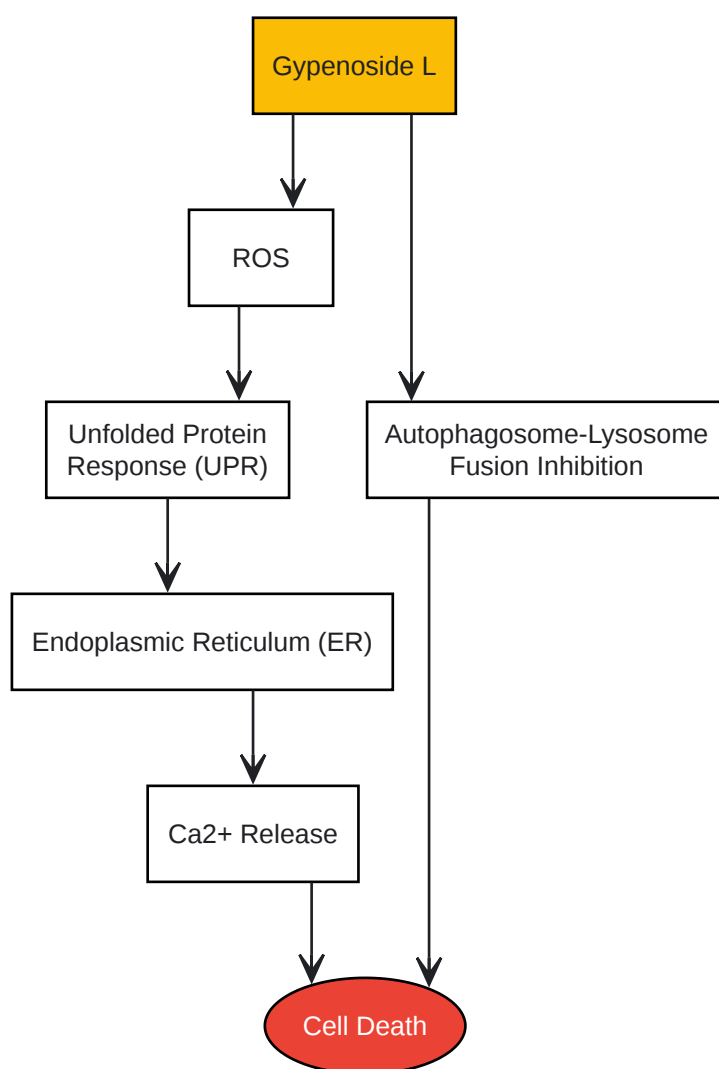 Gypenoside L
ROS
Unfolded Protein
Response (UPR)
Autophagosome-Lysosome
Fusion Inhibition
Endoplasmic Reticulum (ER)
Ca2+ Release
Cell Death